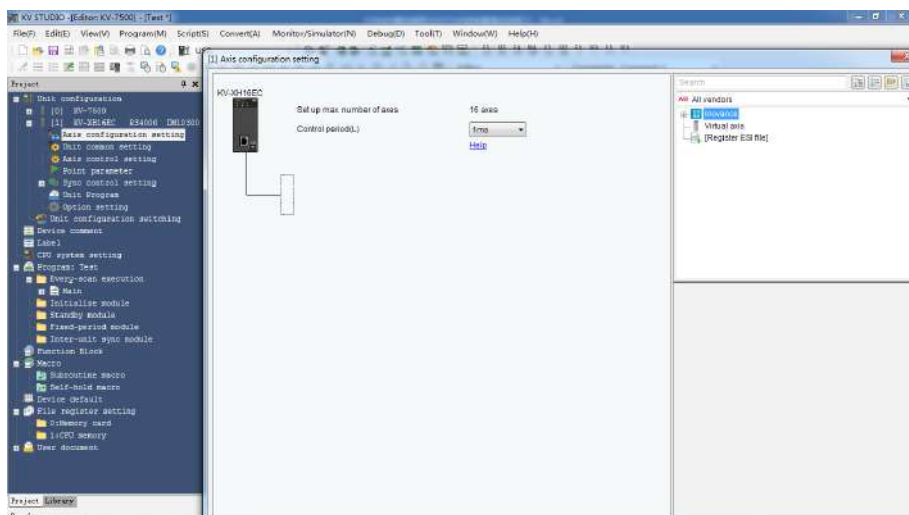 KV STUDIO -[Editor: KV-7500] - [Test *]
File(F) Edit(E) View(V) Program(M) Script(S) Convert(A) Monitor/Simulator(N) Debug(D) Tool(T) Window(W) Help(H)
[1] Axis configuration setting
Project
Unit configuration
[0] KV-7500
[1] KV-XH16EC R34000
Axis configuration setting
Unit common setting
Axis control setting
Point parameter
Sync control setting
Unit Program
Option setting
Unit configuration switching
Device comment
Label
CPU system setting
Program: Test
Every-scan execution
Main
Initialize module
Standby module
Fixed-period module
Inter-unit sync module
Function Block
Macro
Subroutine macro
Self-hold macro
Device default
File register setting
0:Memory card
1:CPU memory
User document
Project Library
KV-XH16EC
Set up max. number of axes 16 axes
Control period(L) 1ms
Help
Search
All vendors
Inovance
Virtual axis
[Register ESI file]